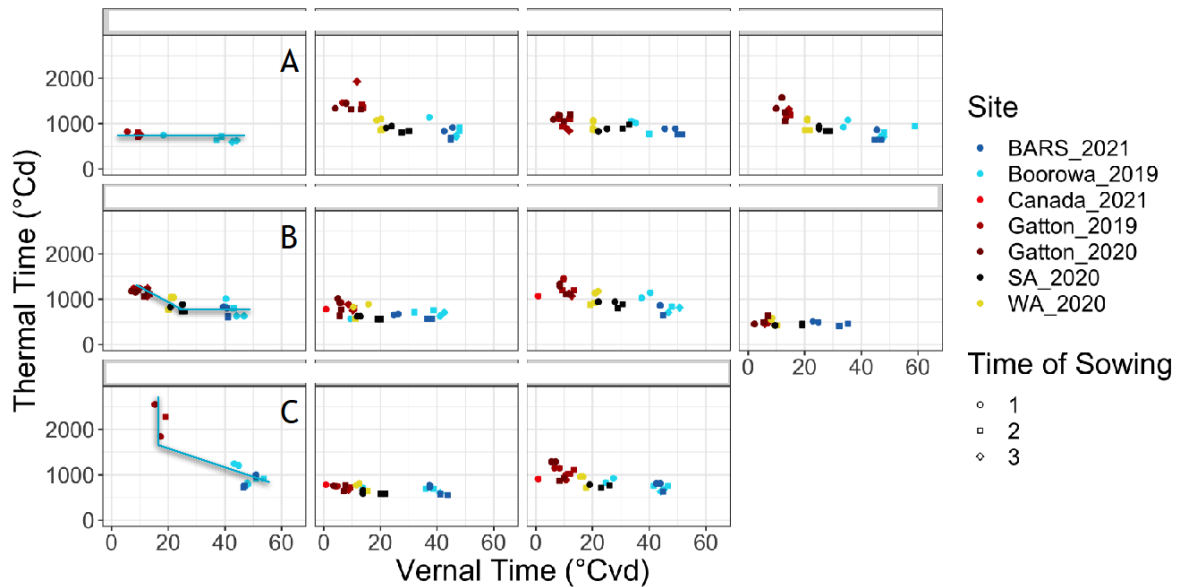 A
B
C
Thermal Time (°Cd)
2000
1000
0
2000
1000
0
2000
1000
0
0 20 40 60
0 20 40 60
0 20 40 60
0 20 40 60
Vernal Time (°Cvd)
Site
BARS_2021
Boorowa_2019
Canada_2021
Gatton_2019
Gatton_2020
SA_2020
WA_2020
Time of Sowing
1
2
3